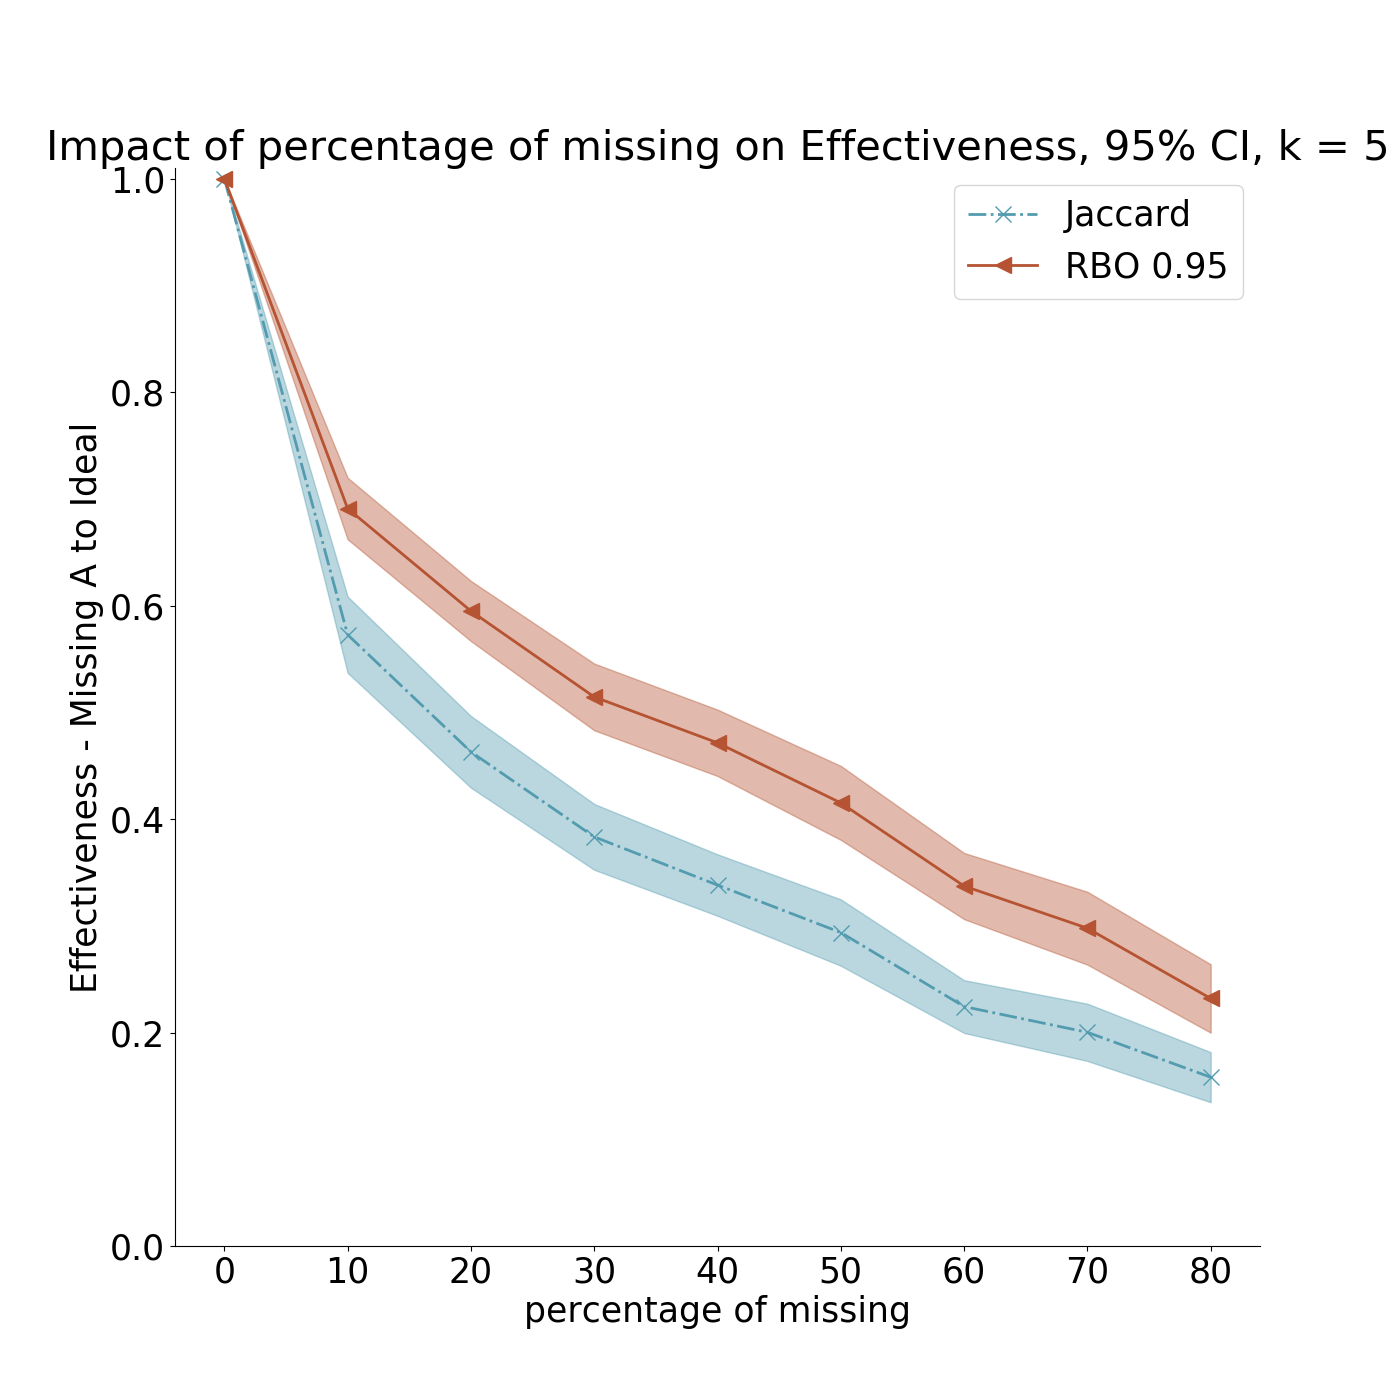 Impact of percentage of missing on Effectiveness, 95% CI, k = 5
Jaccard
RBO 0.95
Effectiveness - Missing A to Ideal
1.0
0.8
0.6
0.4
0.2
0.0
0 10 20 30 40 50 60 70 80
percentage of missing